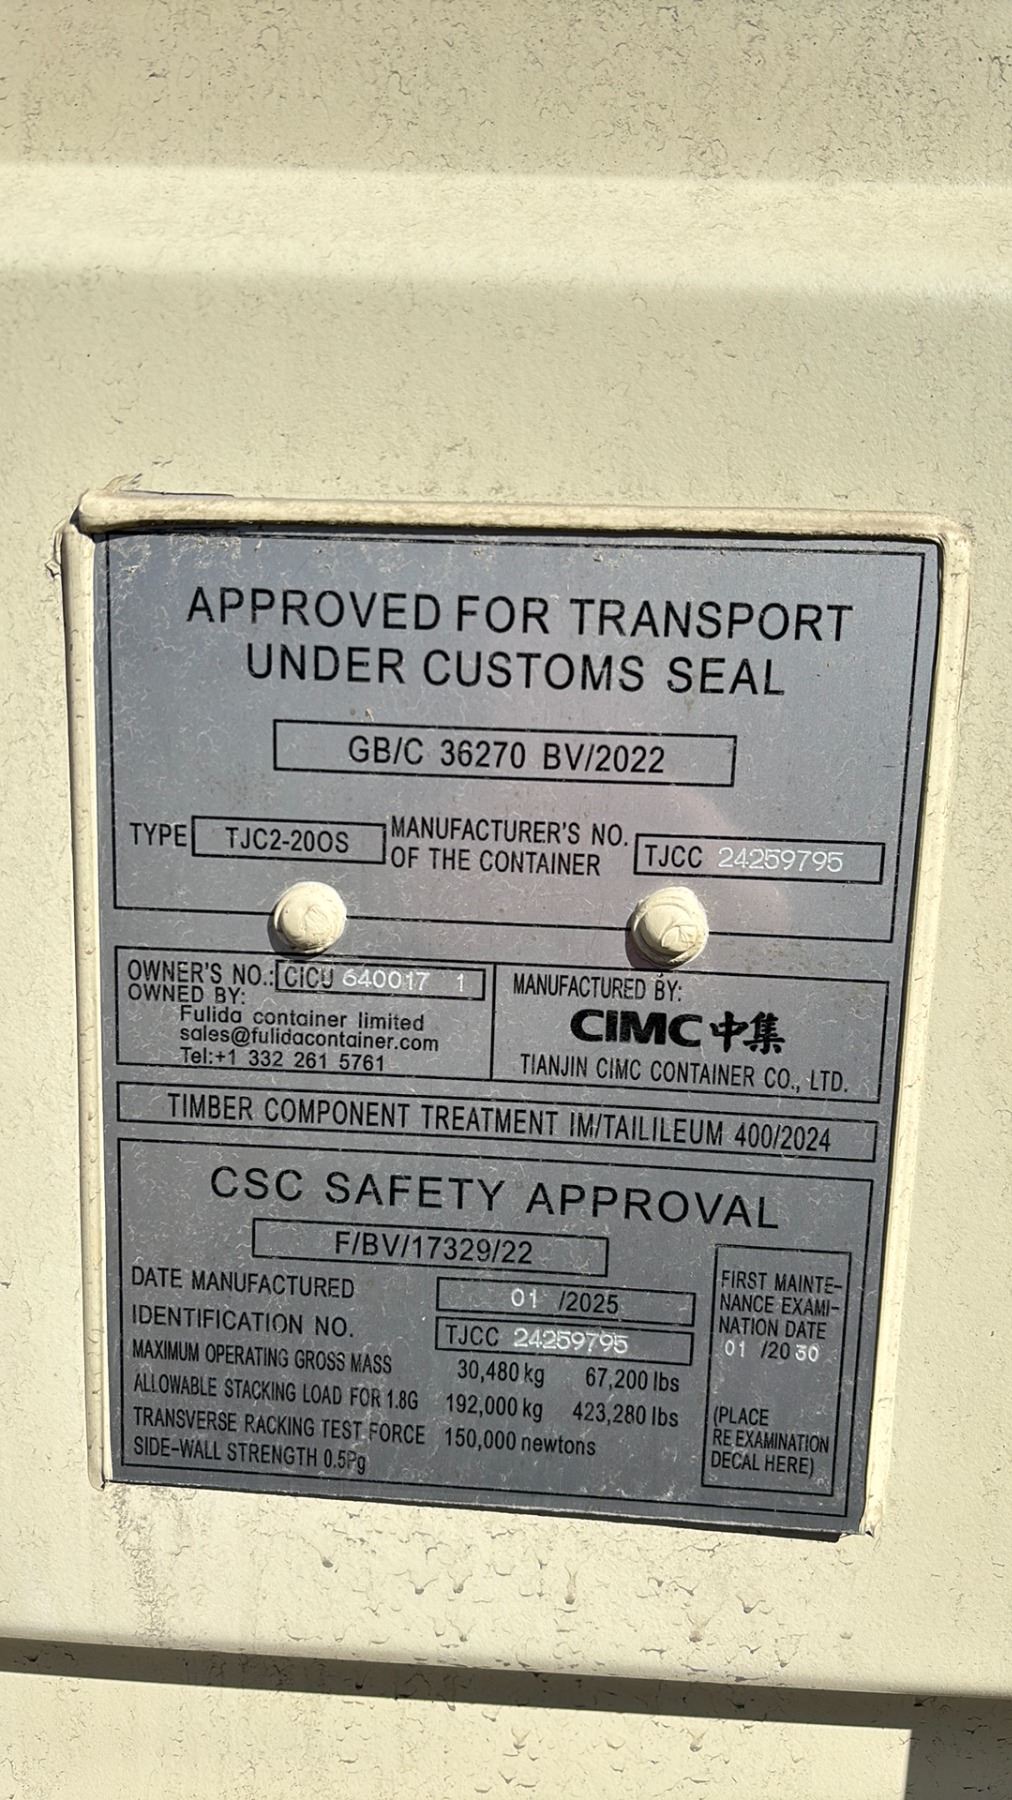 APPROVED FOR TRANSPORT
UNDER CUSTOMS SEAL
GB/C 36270 BV/2022
TYPE TJC2-20OS
MANUFACTURER'S NO.
OF THE CONTAINER
TJCC 24259795
OWNER'S NO.: CICU 640017 1
OWNED BY:
Fulida container limited
sales@fulidacontainer.com
Tel:+1 332 261 5761
MANUFACTURED BY:
CIMC 中集
TIANJIN CIMC CONTAINER CO., LTD.
TIMBER COMPONENT TREATMENT IM/TAILILEUM 400/2024
CSC SAFETY APPROVAL
F/BV/17329/22
DATE MANUFACTURED 01 /2025
IDENTIFICATION NO. TJCC 24259795
MAXIMUM OPERATING GROSS MASS 30,480 kg 67,200 lbs
ALLOWABLE STACKING LOAD FOR 1.8G 192,000 kg 423,280 lbs
TRANSVERSE RACKING TEST FORCE 150,000 newtons
SIDE-WALL STRENGTH 0.5Pg
FIRST MAINTE-
NANCE EXAMI-
NATION DATE
01 /20 30
(PLACE
RE EXAMINATION
DECAL HERE)